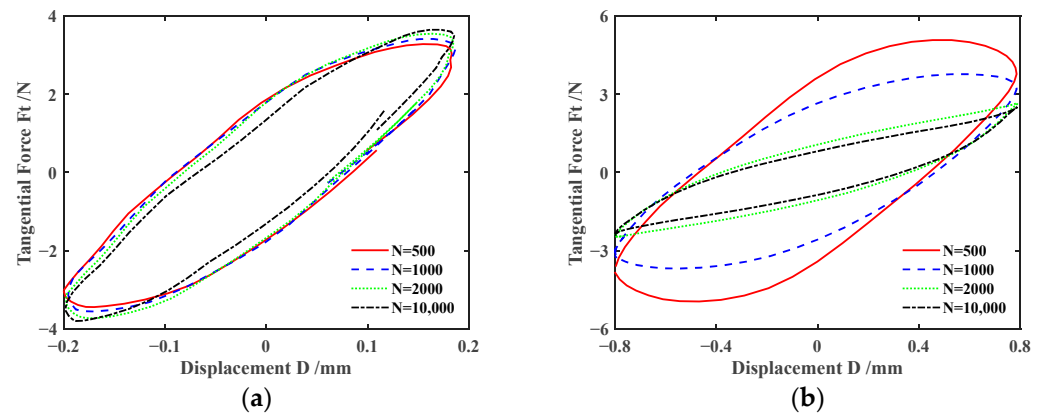 4
2
0
−2
−4
−0.2
−0.1
0
0.1
0.2
Tangential Force Ft /N
Displacement D /mm
N=500
N=1000
N=2000
N=10,000
(a)
6
3
0
−3
−6
−0.8
−0.4
0
0.4
0.8
Tangential Force Ft /N
Displacement D /mm
N=500
N=1000
N=2000
N=10,000
(b)